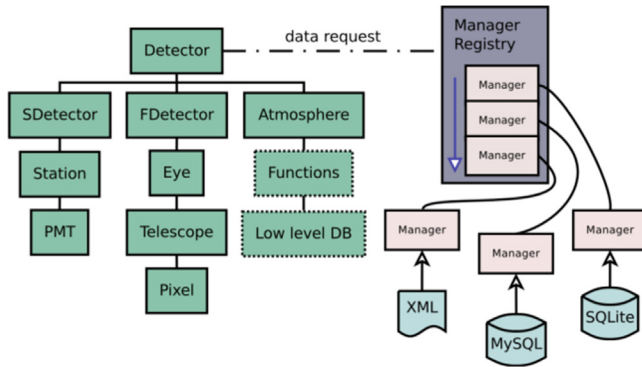 Detector
data request
Manager
Registry
Manager
Manager
Manager
SDetector
FDetector
Atmosphere
Station
Eye
Functions
PMT
Telescope
Low level DB
Pixel
Manager
Manager
Manager
XML
MySQL
SQLite